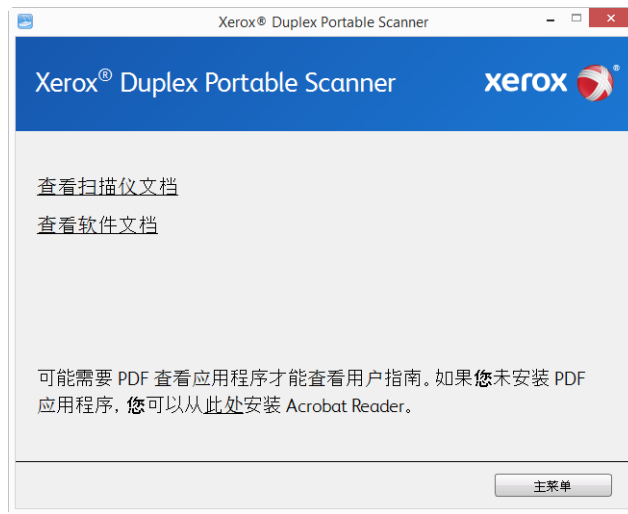 Xerox® Duplex Portable Scanner
Xerox® Duplex Portable Scanner
xerox ®
查看扫描仪文档
查看软件文档
可能需要 PDF 查看应用程序才能查看用户指南。如果您未安装 PDF
应用程序, 您可以从此处安装 Acrobat Reader。
主菜单